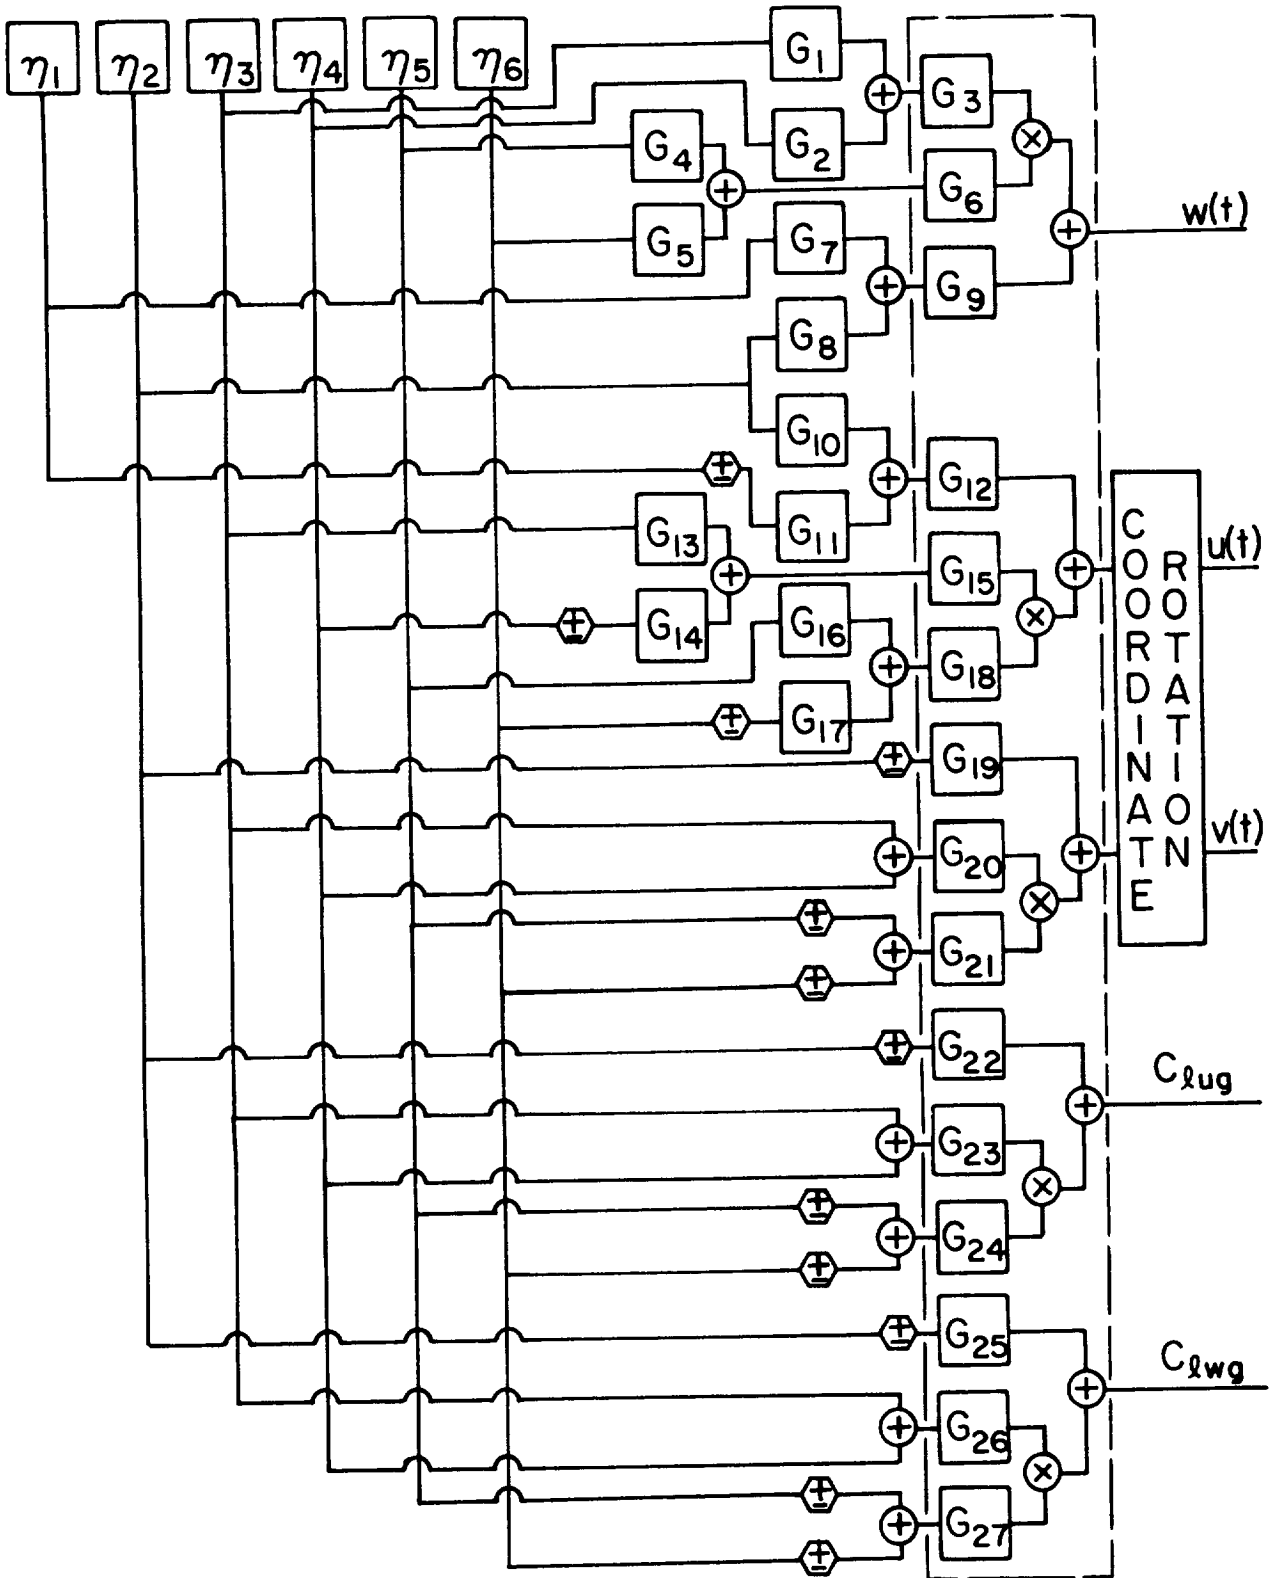 η1 η2 η3 η4 η5 η6
G1
+
G3
G2
×
G4
+
G6
G5
+
w(t)
G7
+
G9
G8
G10
±
+
G12
G11
G13
+
G15
+
±
G14
×
G16
+
G18
±
G17
COORDINATE
ROTATION
u(t)
v(t)
±
G19
+
G20
+
×
±
+
G21
±
±
G22
+
Cℓug
+
G23
×
±
+
G24
±
±
G25
+
Cℓwg
+
G26
×
±
+
G27
±